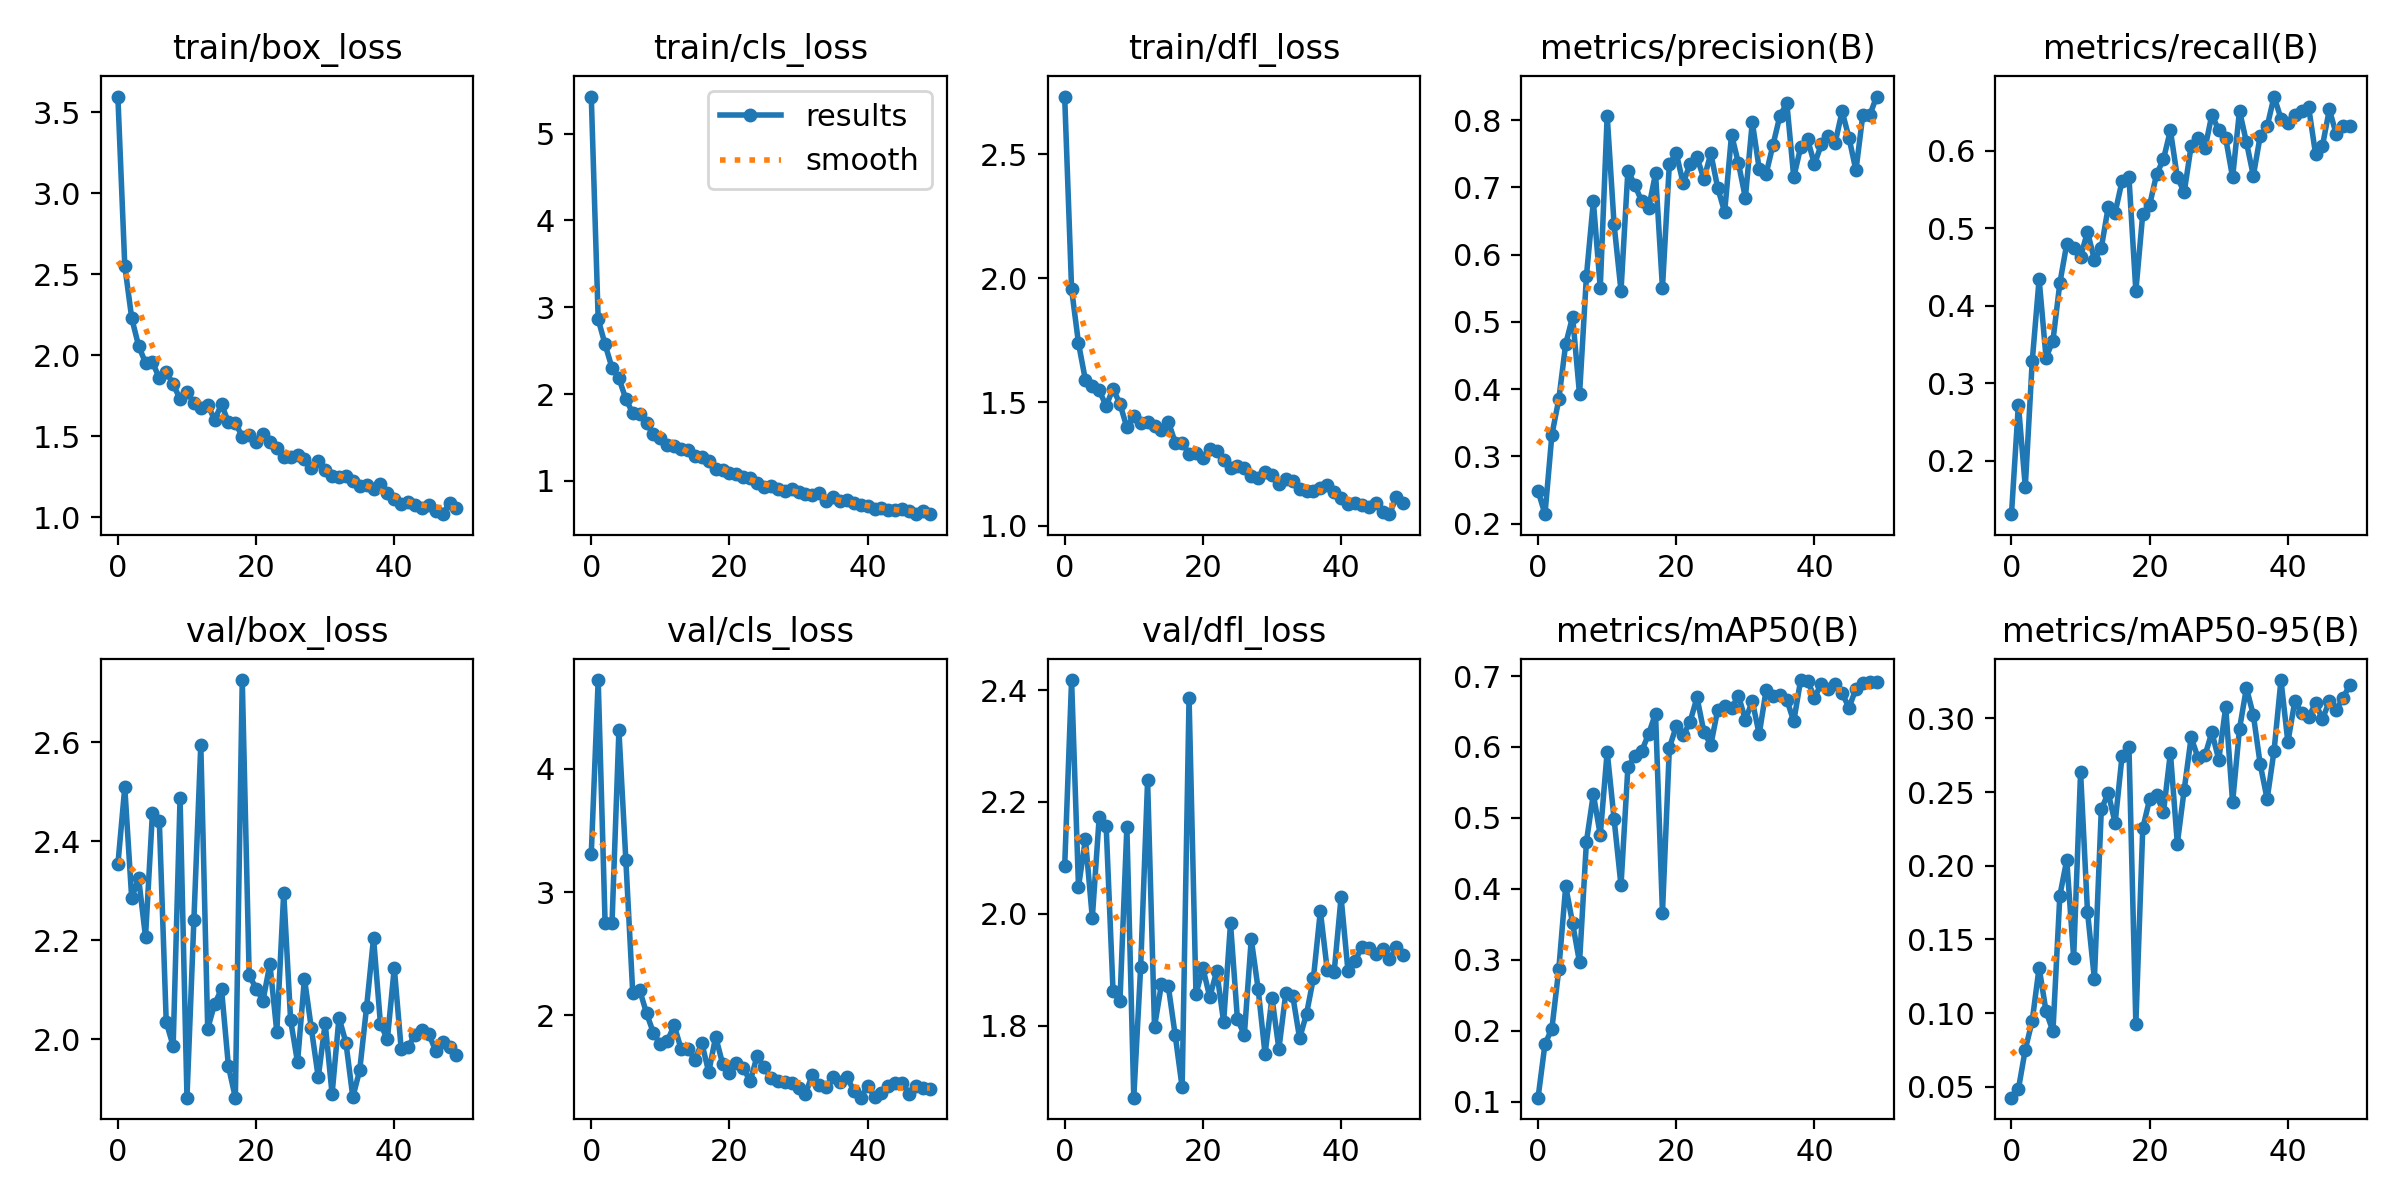 train/box_loss
3.5
3.0
2.5
2.0
1.5
1.0
0 20 40
train/cls_loss
results
smooth
5
4
3
2
1
0 20 40
train/dfl_loss
2.5
2.0
1.5
1.0
0 20 40
metrics/precision(B)
0.8
0.7
0.6
0.5
0.4
0.3
0.2
0 20 40
metrics/recall(B)
0.6
0.5
0.4
0.3
0.2
0 20 40
val/box_loss
2.6
2.4
2.2
2.0
0 20 40
val/cls_loss
4
3
2
0 20 40
val/dfl_loss
2.4
2.2
2.0
1.8
0 20 40
metrics/mAP50(B)
0.7
0.6
0.5
0.4
0.3
0.2
0.1
0 20 40
metrics/mAP50-95(B)
0.30
0.25
0.20
0.15
0.10
0.05
0 20 40